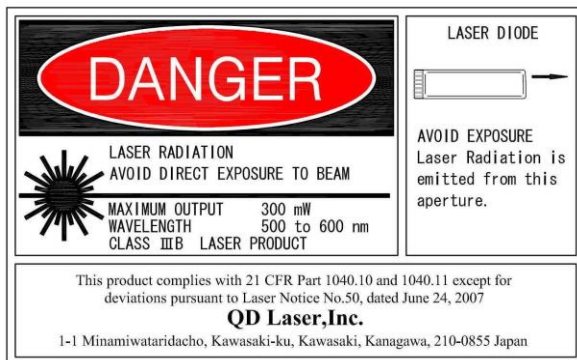 DANGER
LASER RADIATION
AVOID DIRECT EXPOSURE TO BEAM
MAXIMUM OUTPUT 300 mW
WAVELENGTH 500 to 600 nm
CLASS ⅢB LASER PRODUCT
LASER DIODE
AVOID EXPOSURE
Laser Radiation is
emitted from this
aperture.
This product complies with 21 CFR Part 1040.10 and 1040.11 except for
deviations pursuant to Laser Notice No.50, dated June 24, 2007
QD Laser,Inc.
1-1 Minamiwataridacho, Kawasaki-ku, Kawasaki, Kanagawa, 210-0855 Japan